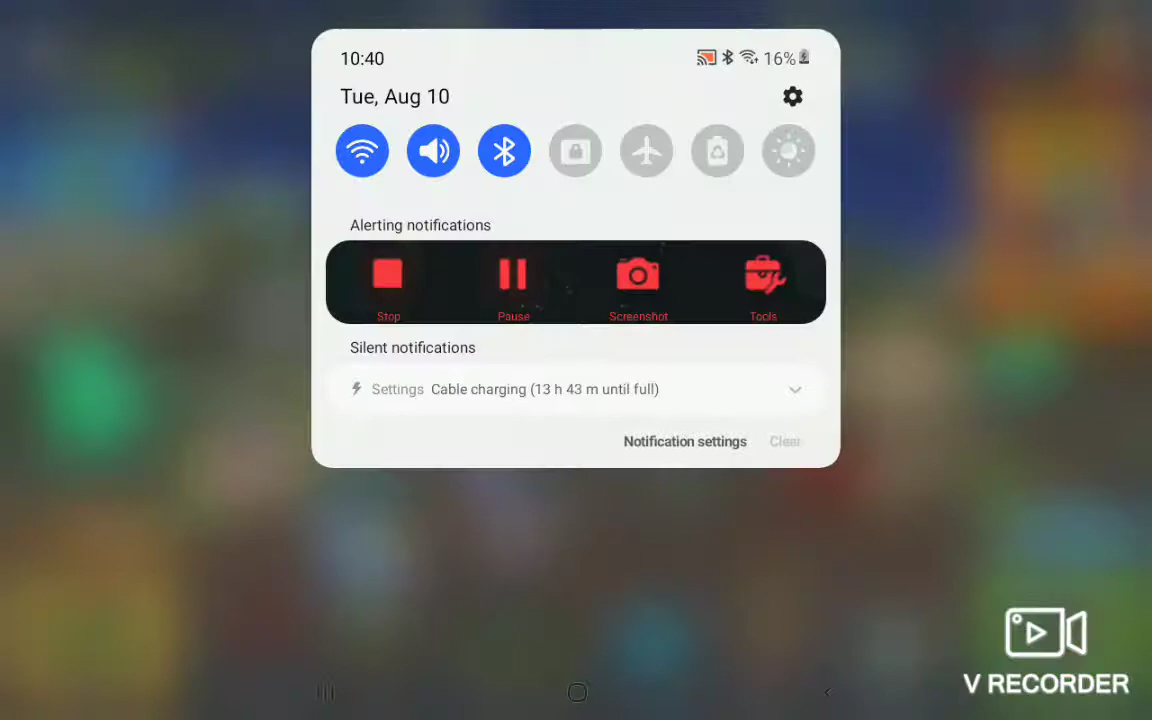 10:40
16%
Tue, Aug 10
Alerting notifications
Stop Pause Screenshot Tools
Silent notifications
Settings Cable charging (13 h 43 m until full)
Notification settings Clear
V RECORDER